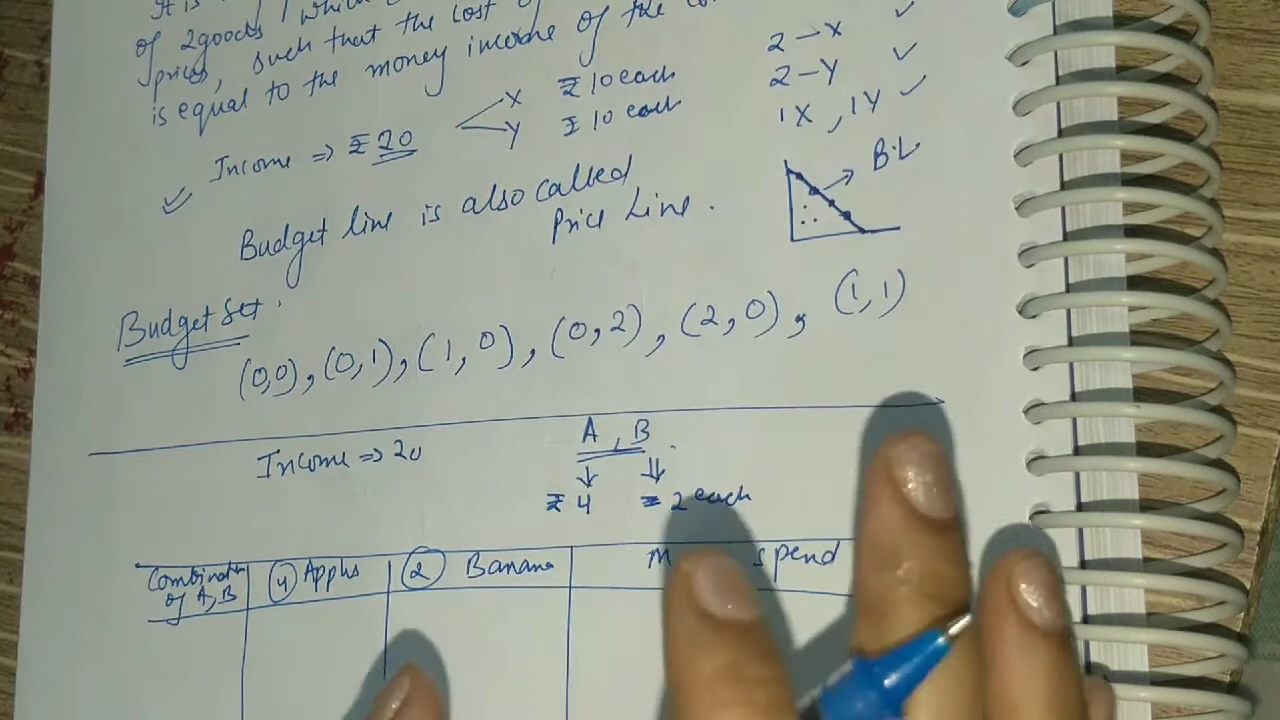 It is
of 2goods, which
prices, such that the cost of
is equal to the money income of the
Income => ₹20
X ₹10 each
Y ₹10 each
2 - X ✓
2 - Y ✓
1X, 1Y ✓
B.L
Budget line is also called
Price Line.
Budget Set
(0,0), (0,1), (1,0), (0,2), (2,0), (1,1)
Income => 20
A, B
₹4 ₹2 each
Combination of A, B
4 Apples
2 Banana
spend